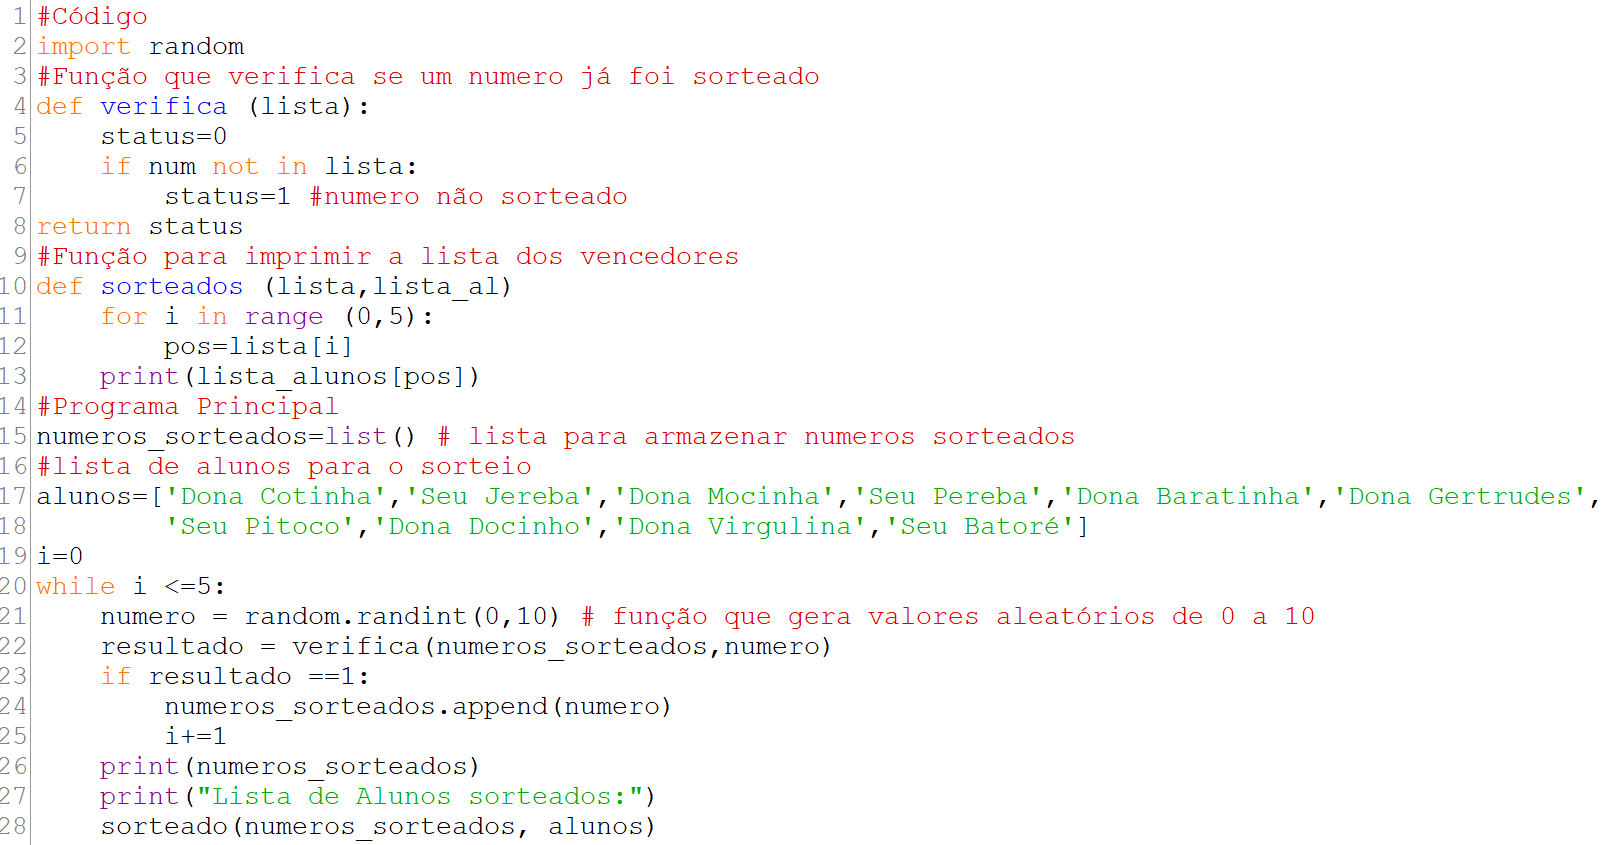 1 #Código
2 import random
3 #Função que verifica se um numero já foi sorteado
4 def verifica (lista):
5     status=0
6     if num not in lista:
7         status=1 #numero não sorteado
8 return status
9 #Função para imprimir a lista dos vencedores
10 def sorteados (lista,lista_al)
11     for i in range (0,5):
12         pos=lista[i]
13     print(lista_alunos[pos])
14 #Programa Principal
15 numeros_sorteados=list() # lista para armazenar numeros sorteados
16 #lista de alunos para o sorteio
17 alunos=['Dona Cotinha','Seu Jereba','Dona Mocinha','Seu Pereba','Dona Baratinha','Dona Gertrudes',
18         'Seu Pitoco','Dona Docinho','Dona Virgulina','Seu Batoré']
19 i=0
20 while i <=5:
21     numero = random.randint(0,10) # função que gera valores aleatórios de 0 a 10
22     resultado = verifica(numeros_sorteados,numero)
23     if resultado ==1:
24         numeros_sorteados.append(numero)
25         i+=1
26     print(numeros_sorteados)
27     print("Lista de Alunos sorteados:")
28     sorteado(numeros_sorteados, alunos)